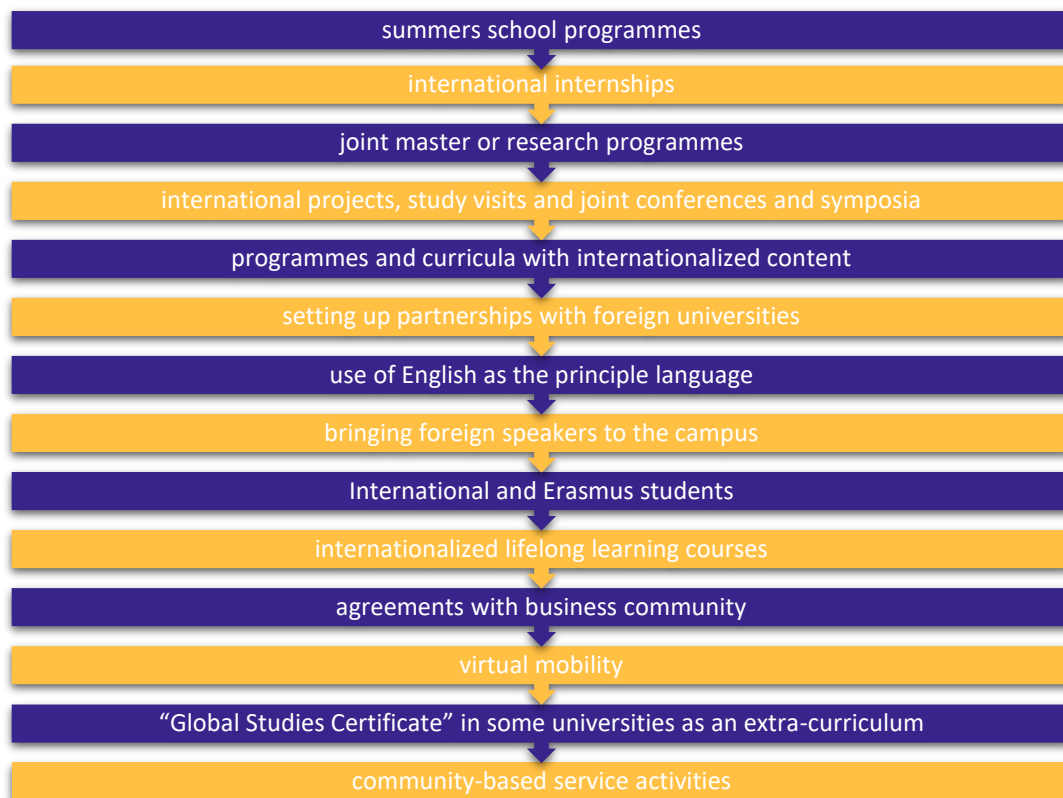 summers school programmes
international internships
joint master or research programmes
international projects, study visits and joint conferences and symposia
programmes and curricula with internationalized content
setting up partnerships with foreign universities
use of English as the principle language
bringing foreign speakers to the campus
International and Erasmus students
internationalized lifelong learning courses
agreements with business community
virtual mobility
“Global Studies Certificate” in some universities as an extra-curriculum
community-based service activities